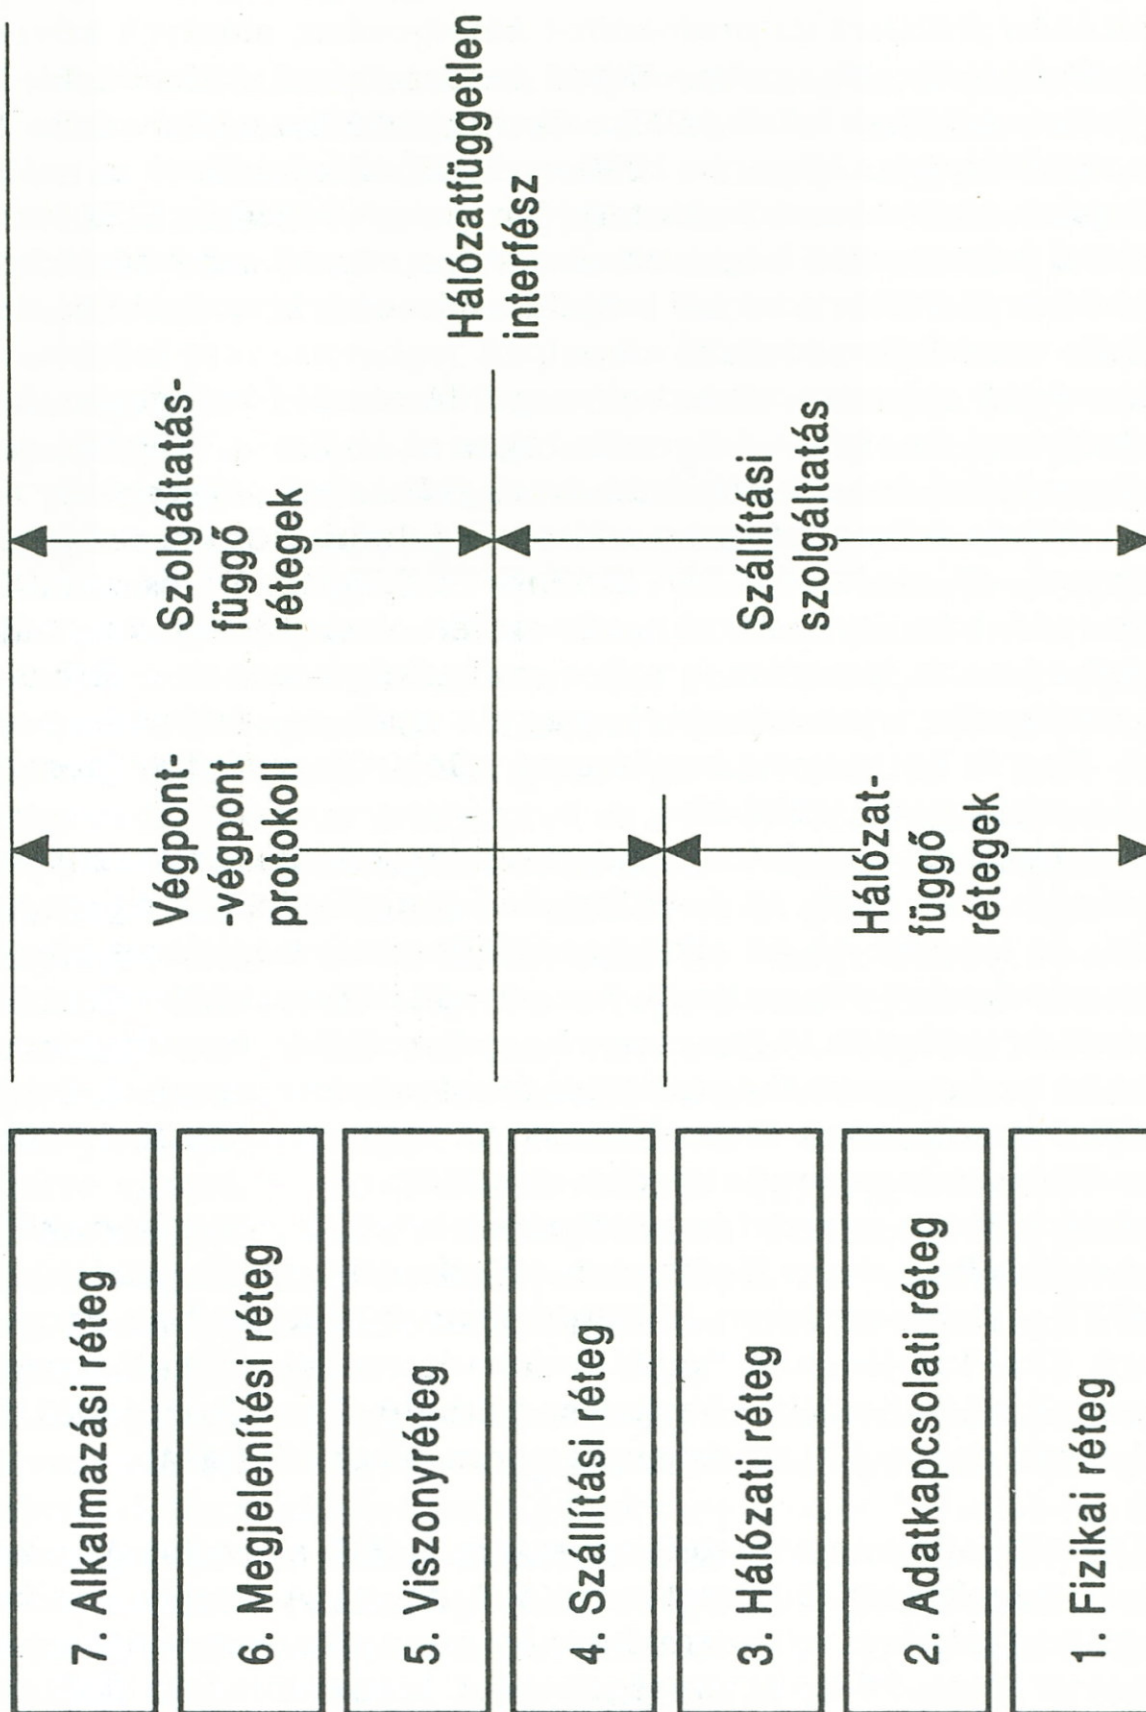 7. Alkalmazási réteg
6. Megjelenítési réteg
5. Viszonyréteg
4. Szállítási réteg
3. Hálózati réteg
2. Adatkapcsolati réteg
1. Fizikai réteg
Végpont-
-végpont
protokoll
Hálózat-
függő
rétegek
Szolgáltatás-
függő
rétegek
Szállítási
szolgáltatás
Hálózatfüggetlen
interfész